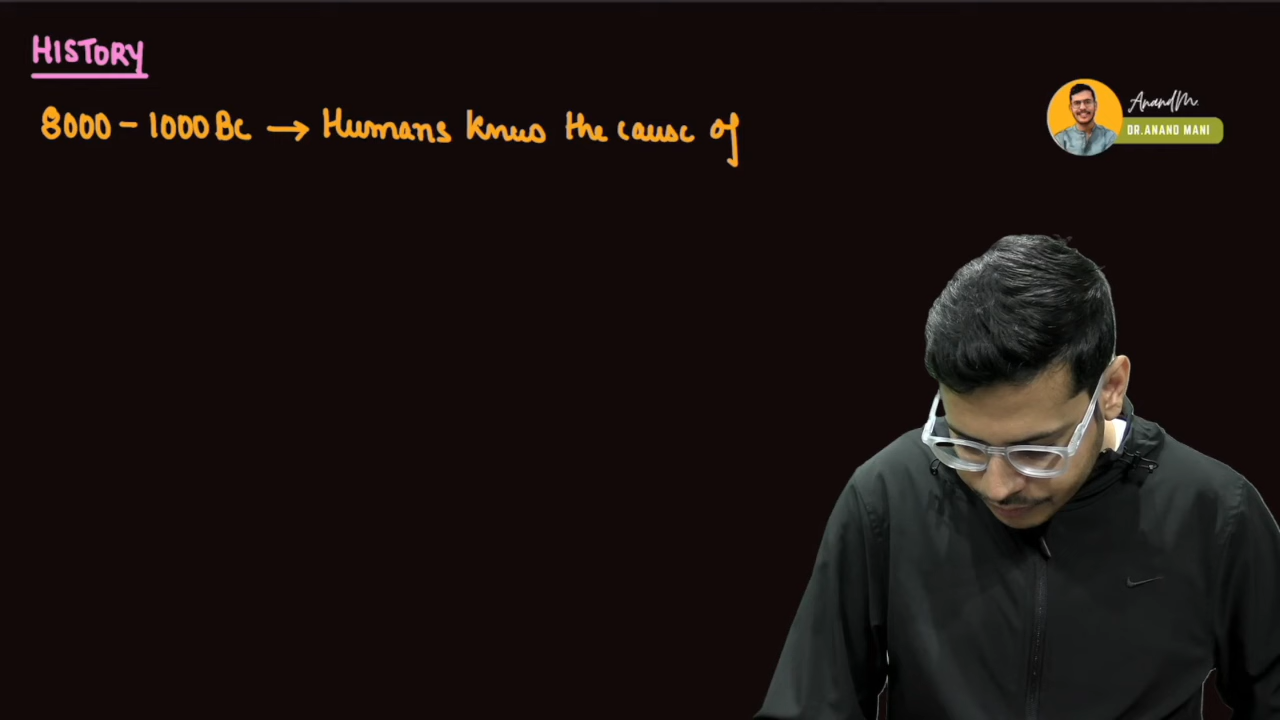 HISTORY
8000 - 1000 BC → Humans knew the cause of
AnandM.
DR.ANAND MANI